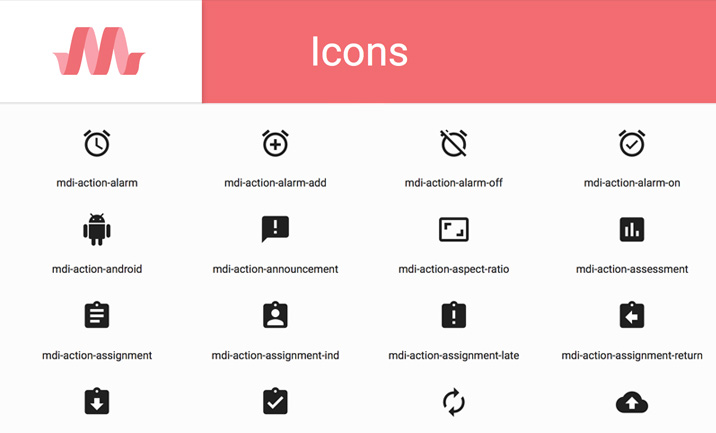 Icons
mdi-action-alarm
mdi-action-alarm-add
mdi-action-alarm-off
mdi-action-alarm-on
mdi-action-android
mdi-action-announcement
mdi-action-aspect-ratio
mdi-action-assessment
mdi-action-assignment
mdi-action-assignment-ind
mdi-action-assignment-late
mdi-action-assignment-return